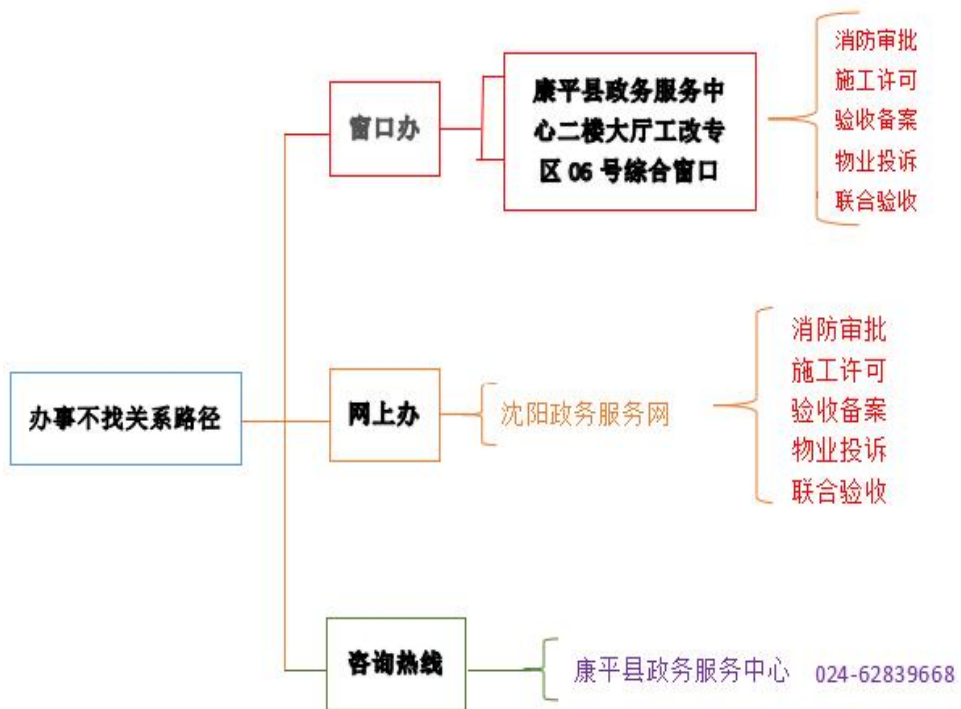 办事不找关系路径
窗口办
康平县政务服务中
心二楼大厅工改专
区 06 号综合窗口
消防审批
施工许可
验收备案
物业投诉
联合验收
网上办
沈阳政务服务网
消防审批
施工许可
验收备案
物业投诉
联合验收
咨询热线
康平县政务服务中心 024-62839668